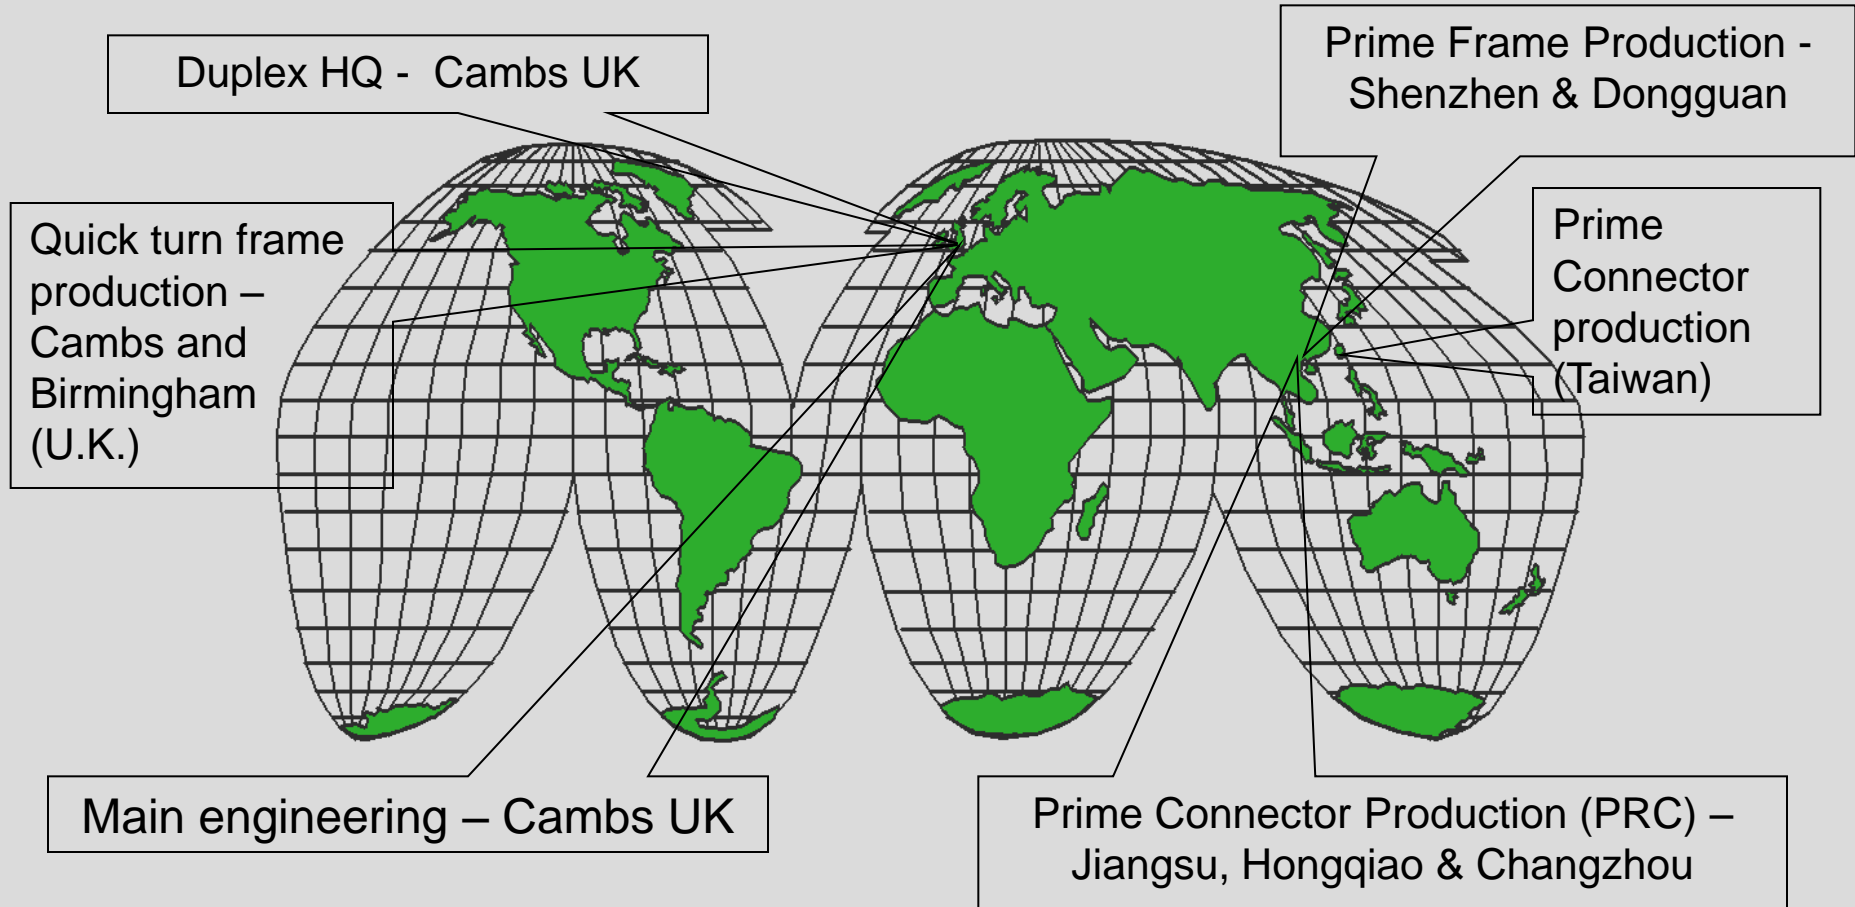 Duplex HQ -  Cambs UK
Prime Frame Production -
Shenzhen & Dongguan
Quick turn frame
production –
Cambs and
Birmingham
(U.K.)
Prime
Connector
production
(Taiwan)
Main engineering – Cambs UK
Prime Connector Production (PRC) –
Jiangsu, Hongqiao & Changzhou